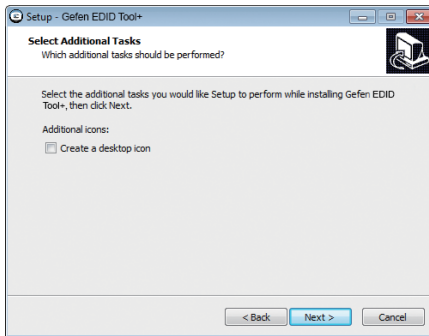 Setup - Gefen EDID Tool+
Select Additional Tasks
Which additional tasks should be performed?
Select the additional tasks you would like Setup to perform while installing Gefen EDID
Tool+, then click Next.
Additional icons:
Create a desktop icon
< Back
Next >
Cancel